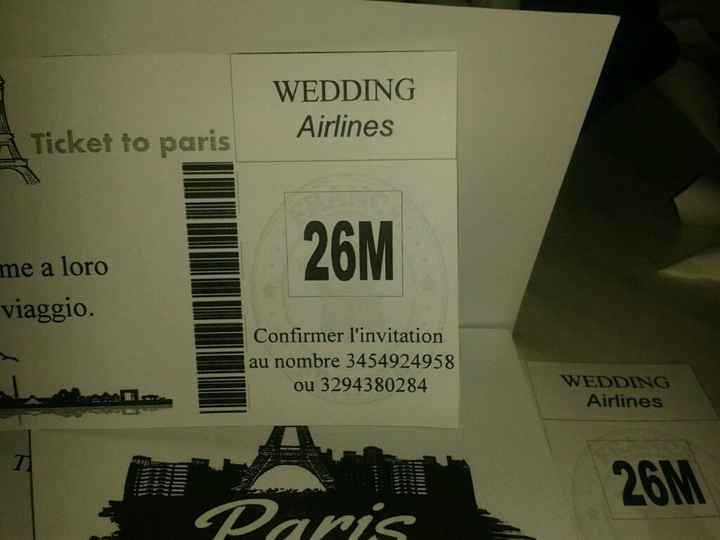 WEDDING
Airlines
Ticket to paris
FRANCE
26M
me a loro
viaggio.
Confirmer l'invitation
au nombre 3454924958
ou 3294380284
WEDDING
Airlines
26M
Paris